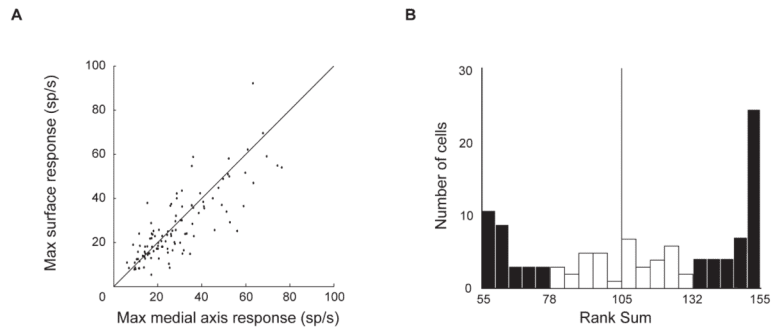 A
B
Max surface response (sp/s)
100
80
60
40
20
0
0 20 40 60 80 100
Max medial axis response (sp/s)
Number of cells
30
20
10
0
55 78 105 132 155
Rank Sum